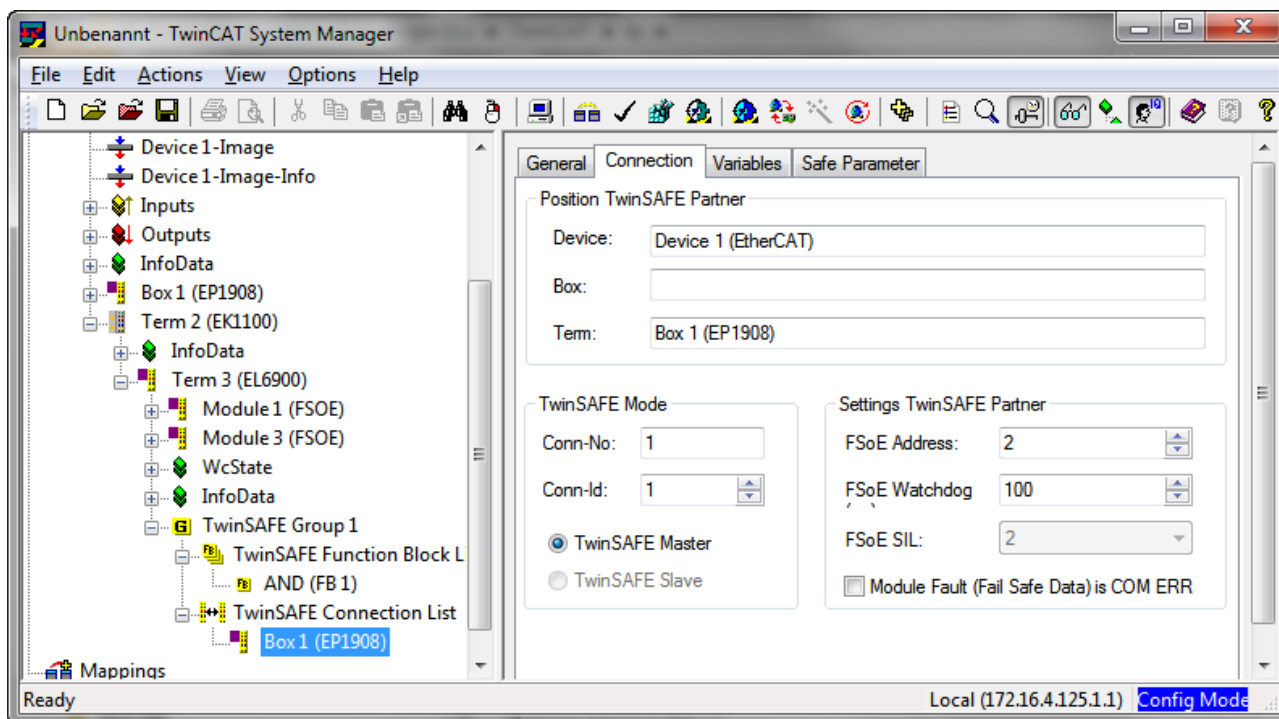 Unbenannt - TwinCAT System Manager
File Edit Actions View Options Help
Device 1-Image
Device 1-Image-Info
Inputs
Outputs
InfoData
Box 1 (EP1908)
Term 2 (EK1100)
InfoData
Term 3 (EL6900)
Module 1 (FSOE)
Module 3 (FSOE)
WcState
InfoData
G TwinSAFE Group 1
FB TwinSAFE Function Block L
FB AND (FB 1)
TwinSAFE Connection List
Box 1 (EP1908)
Mappings
General Connection Variables Safe Parameter
Position TwinSAFE Partner
Device: Device 1 (EtherCAT)
Box:
Term: Box 1 (EP1908)
TwinSAFE Mode
Conn-No: 1
Conn-Id: 1
TwinSAFE Master
TwinSAFE Slave
Settings TwinSAFE Partner
FSoE Address: 2
FSoE Watchdog 100
FSoE SIL: 2
Module Fault (Fail Safe Data) is COM ERR
Ready Local (172.16.4.125.1.1) Config Mode